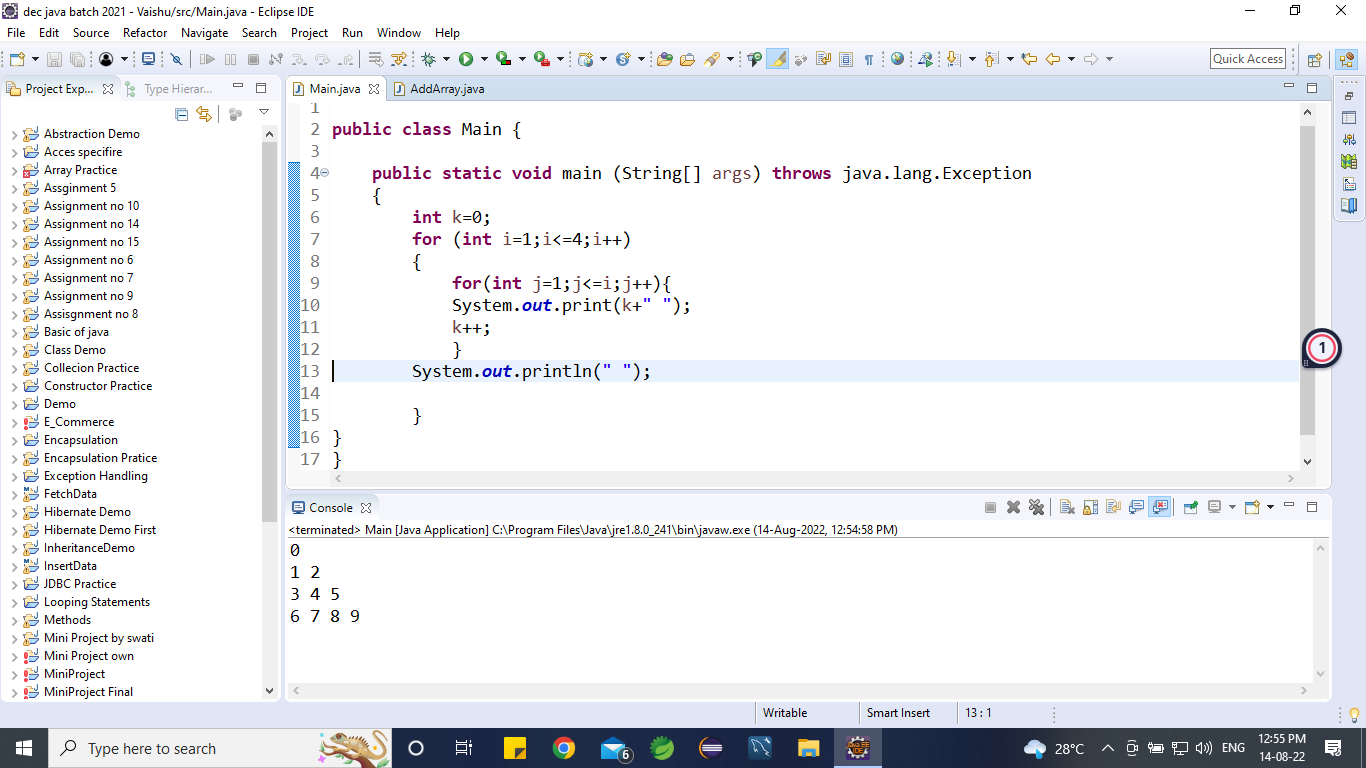 dec java batch 2021 - Vaishu/src/Main.java - Eclipse IDE
File Edit Source Refactor Navigate Search Project Run Window Help
Quick Access
Project Exp... Type Hierar...
Abstraction Demo
Acces specifire
Array Practice
Assginment 5
Assignment no 10
Assignment no 14
Assignment no 15
Assignment no 6
Assignment no 7
Assignment no 9
Assisgnment no 8
Basic of java
Class Demo
Collecion Practice
Constructor Practice
Demo
E_Commerce
Encapsulation
Encapsulation Pratice
Exception Handling
FetchData
Hibernate Demo
Hibernate Demo First
InheritanceDemo
InsertData
JDBC Practice
Looping Statements
Methods
Mini Project by swati
Mini Project own
MiniProject
MiniProject Final
Main.java AddArray.java
1
2 public class Main {
3
4 public static void main (String[] args) throws java.lang.Exception
5 {
6 int k=0;
7 for (int i=1;i<=4;i++)
8 {
9 for(int j=1;j<=i;j++){
10 System.out.print(k+" ");
11 k++;
12 }
13 System.out.println(" ");
14
15 }
16 }
17 }
1
Console
<terminated> Main [Java Application] C:\Program Files\Java\jre1.8.0_241\bin\javaw.exe (14-Aug-2022, 12:54:58 PM)
0
1 2
3 4 5
6 7 8 9
Writable Smart Insert 13 : 1
Type here to search
6
28°C
ENG
12:55 PM
14-08-22